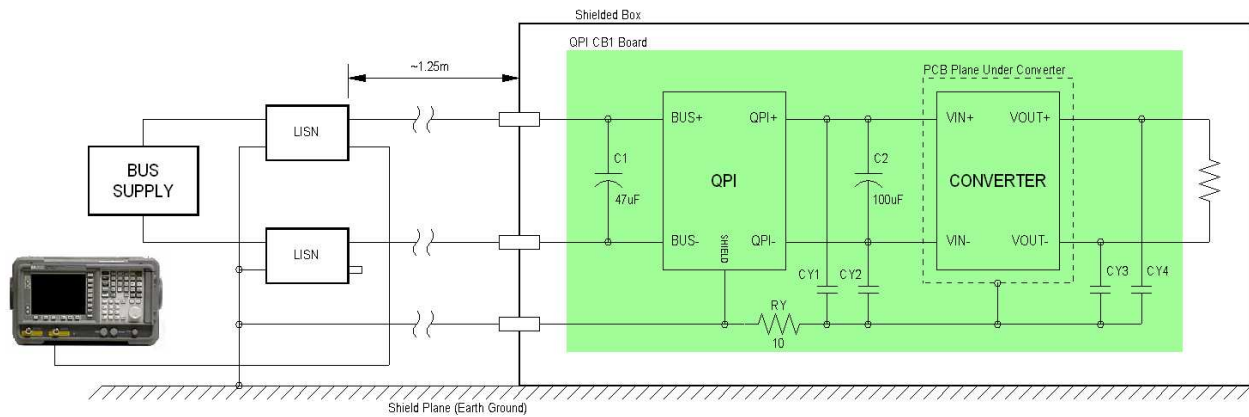 Shielded Box
QPI CB1 Board
~1.25m
PCB Plane Under Converter
LISN
BUS+
QPI+
VIN+
VOUT+
C1
C2
BUS
SUPPLY
QPI
CONVERTER
47uF
100uF
LISN
BUS-
SHIELD
QPI-
VIN-
VOUT-
CY1
CY2
CY3
CY4
RY
10
Shield Plane (Earth Ground)